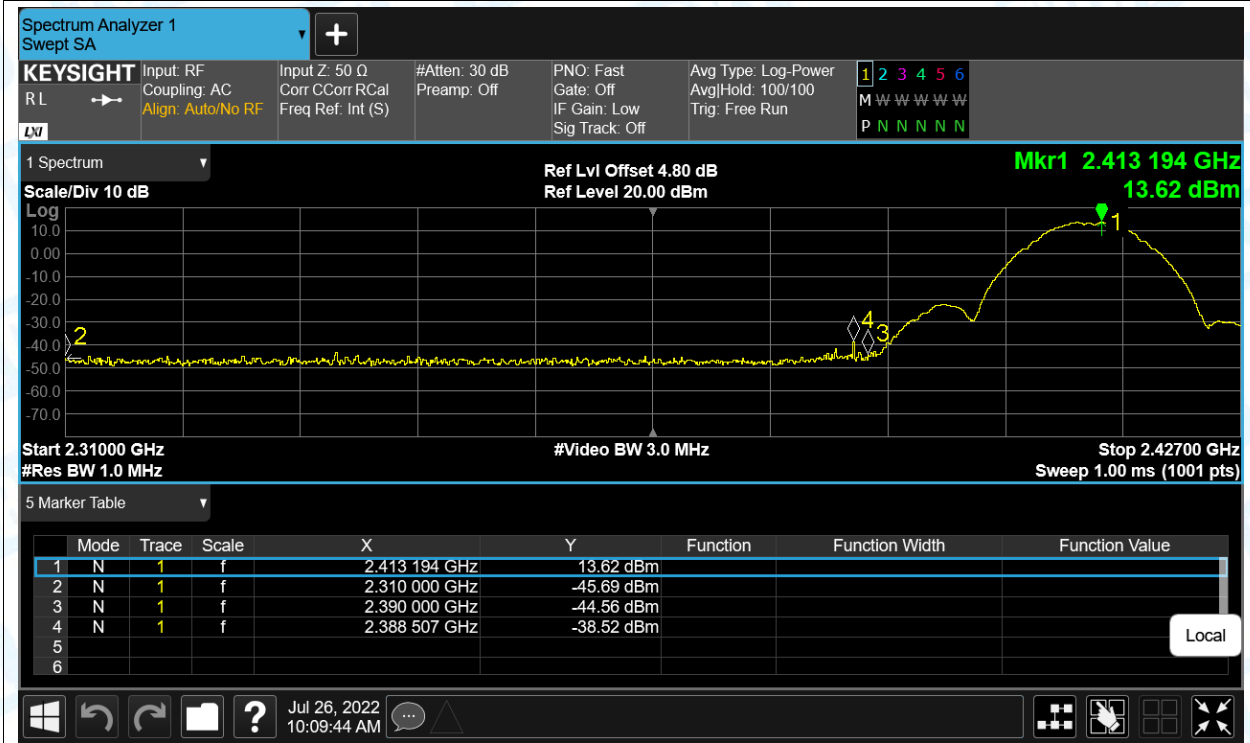 Spectrum Analyzer 1
Swept SA
+
KEYSIGHT
R L
LXI
Input: RF
Coupling: AC
Align: Auto/No RF
Input Z: 50 Ω
Corr CCorr RCal
Freq Ref: Int (S)
#Atten: 30 dB
Preamp: Off
PNO: Fast
Gate: Off
IF Gain: Low
Sig Track: Off
Avg Type: Log-Power
Avg|Hold: 100/100
Trig: Free Run
1 2 3 4 5 6
M W W W W W
P N N N N N
1 Spectrum
Scale/Div 10 dB
Ref Lvl Offset 4.80 dB
Ref Level 20.00 dBm
Mkr1 2.413 194 GHz
13.62 dBm
Log
10.0
0.00
-10.0
-20.0
-30.0
-40.0
-50.0
-60.0
-70.0
1
2
4
3
Start 2.31000 GHz
#Video BW 3.0 MHz
Stop 2.42700 GHz
#Res BW 1.0 MHz
Sweep 1.00 ms (1001 pts)
5 Marker Table
Mode Trace Scale X Y Function Function Width Function Value
1 N 1 f 2.413 194 GHz 13.62 dBm
2 N 1 f 2.310 000 GHz -45.69 dBm
3 N 1 f 2.390 000 GHz -44.56 dBm
4 N 1 f 2.388 507 GHz -38.52 dBm
5
6
Local
?
Jul 26, 2022
10:09:44 AM